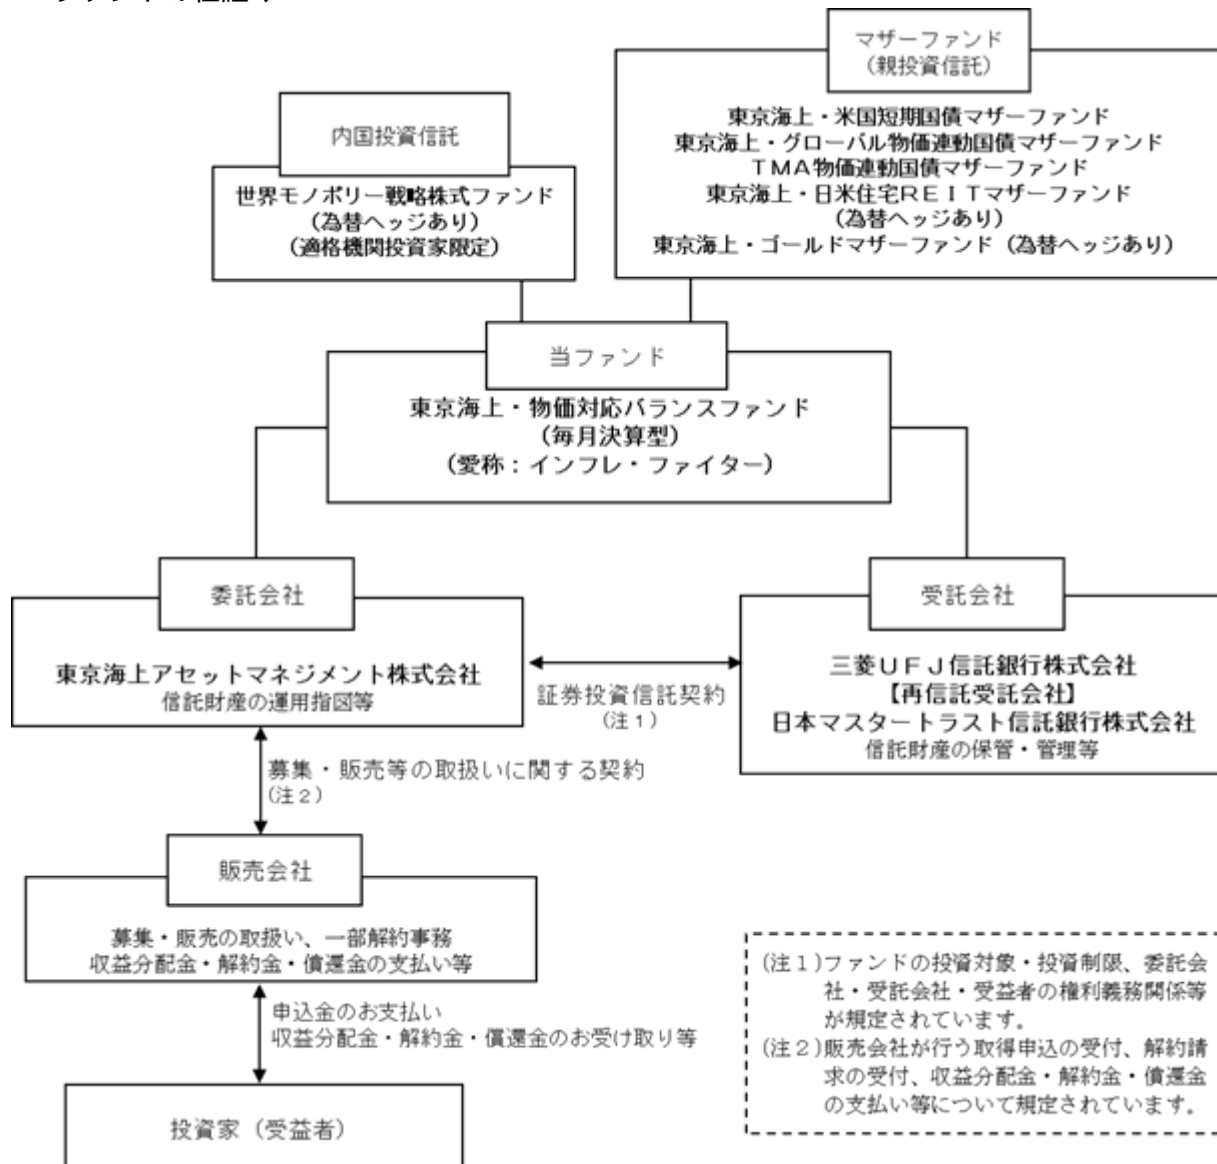 マザーファンド
(親投資信託)
東京海上・米国短期国債マザーファンド
東京海上・グローバル物価連動国債マザーファンド
TMA物価連動国債マザーファンド
東京海上・日米住宅REITマザーファンド
(為替ヘッジあり)
東京海上・ゴールドマザーファンド (為替ヘッジあり)
内国投資信託
世界モノポリー戦略株式ファンド
(為替ヘッジあり)
(適格機関投資家限定)
当ファンド
東京海上・物価対応バランスファンド
(毎月決算型)
(愛称：インフレ・ファイター)
委託会社
東京海上アセットマネジメント株式会社
信託財産の運用指図等
証券投資信託契約
(注1)
受託会社
三菱UFJ信託銀行株式会社
【再信託受託会社】
日本マスタートラスト信託銀行株式会社
信託財産の保管・管理等
募集・販売等の取扱いに関する契約
(注2)
販売会社
募集・販売の取扱い、一部解約事務
収益分配金・解約金・償還金の支払い等
申込金のお支払い
収益分配金・解約金・償還金のお受け取り等
投資家 (受益者)
(注1)ファンドの投資対象・投資制限、委託会
社・受託会社・受益者の権利義務関係等
が規定されています。
(注2)販売会社が行う取得申込の受付、解約請
求の受付、収益分配金・解約金・償還金
の支払い等について規定されています。